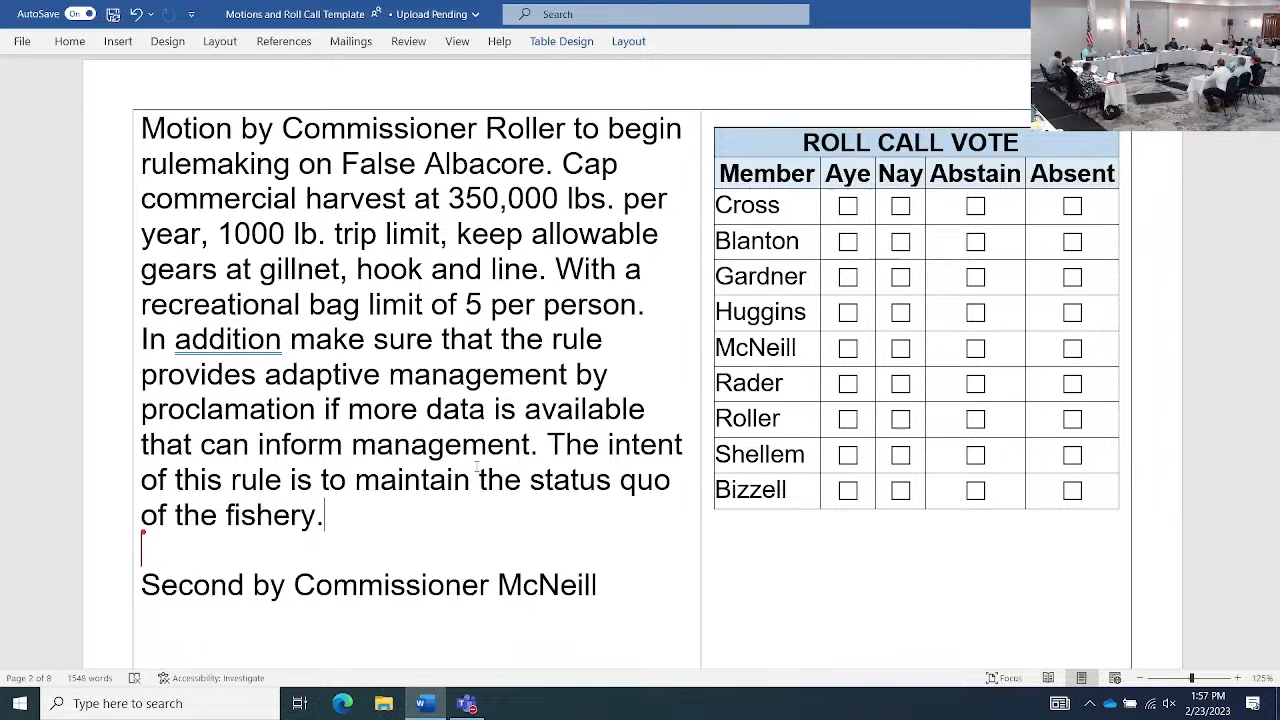 AutoSave On
Motions and Roll Call Template
• Upload Pending
Search
File Home Insert Design Layout References Mailings Review View Help Table Design Layout
Motion by Commissioner Roller to begin
rulemaking on False Albacore. Cap
commercial harvest at 350,000 lbs. per
year, 1000 lb. trip limit, keep allowable
gears at gillnet, hook and line. With a
recreational bag limit of 5 per person.
In addition make sure that the rule
provides adaptive management by
proclamation if more data is available
that can inform management. The intent
of this rule is to maintain the status quo
of the fishery.
Second by Commissioner McNeill
ROLL CALL VOTE
Member Aye Nay Abstain Absent
Cross
Blanton
Gardner
Huggins
McNeill
Rader
Roller
Shellem
Bizzell
Page 2 of 8 1548 words Accessibility: Investigate Focus 125%
Type here to search
1:57 PM
2/23/2023